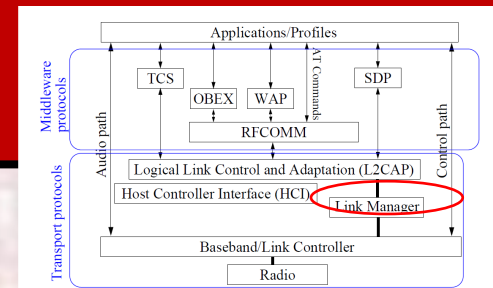 Applications/Profiles
Middleware
protocols
Audio path
TCS
OBEX
WAP
AT Commands
SDP
Control path
RFCOMM
Transport protocols
Logical Link Control and Adaptation (L2CAP)
Host Controller Interface (HCI)
Link Manager
Baseband/Link Controller
Radio